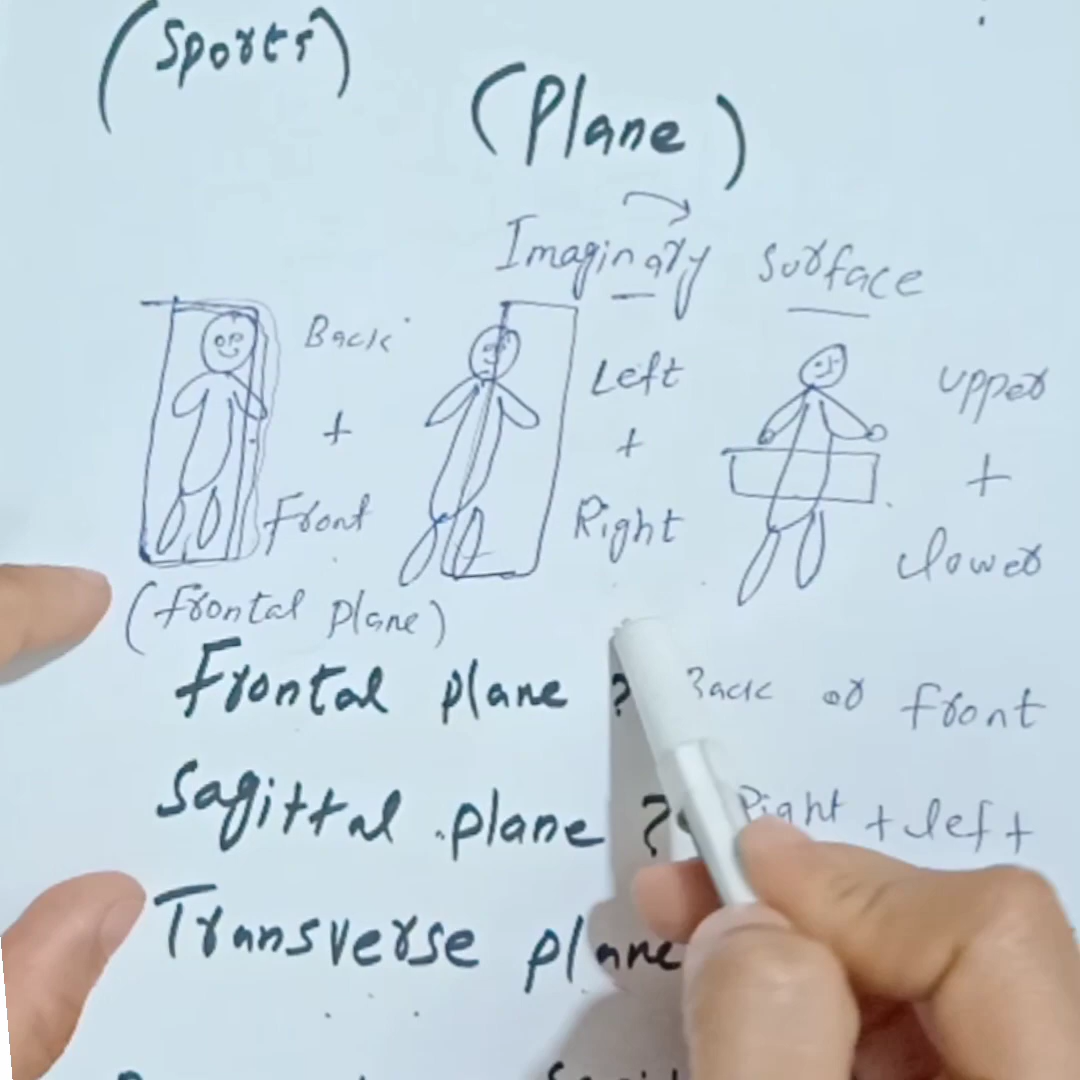 (Sports)
(Plane)
Imaginary surface
Back
+
Front
Left
+
Right
upper
+
lower
(frontal plane)
Frontal plane ? Back or front
Sagittal plane ? Right + left +
Transverse plane